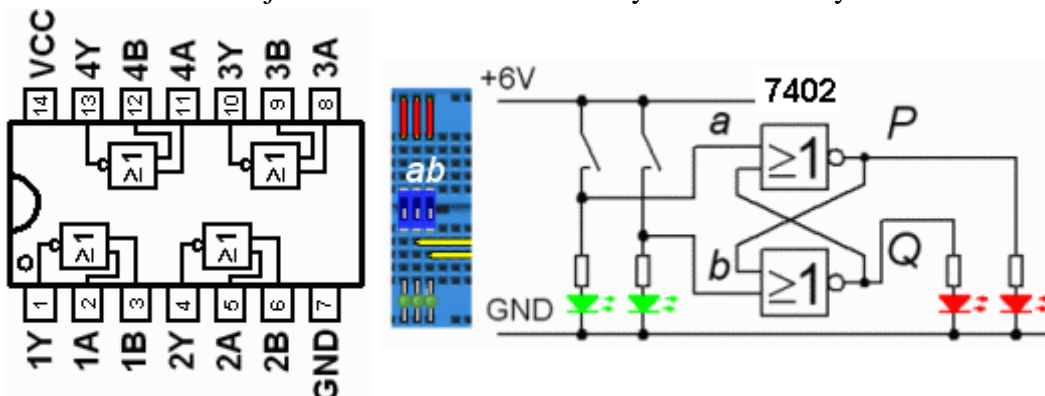 VCC 4Y 4B 4A 3Y 3B 3A
14 13 12 11 10 9 8
≥1 ≥1
≥1 ≥1
1 2 3 4 5 6 7
1Y 1A 1B 2Y 2A 2B GND
ab
+6V 7402
a ≥1 P
b ≥1 Q
GND